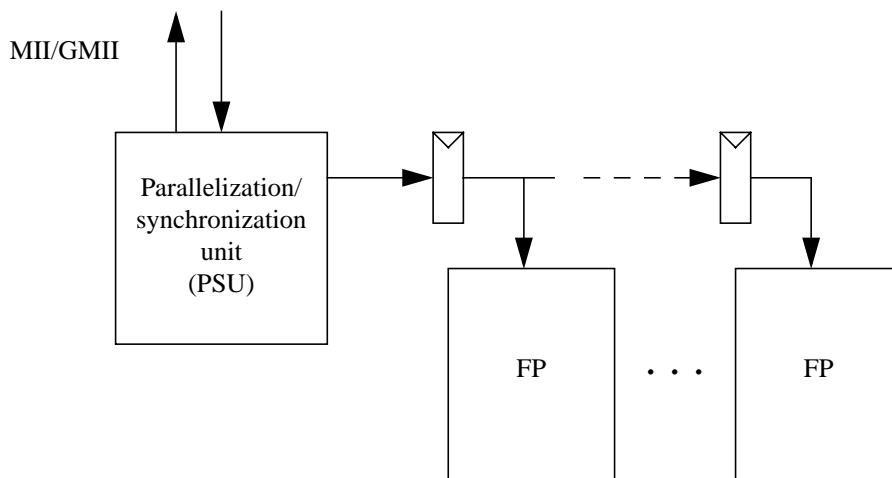 MII/GMII
Parallelization/
synchronization
unit
(PSU)
FP
. . .
FP